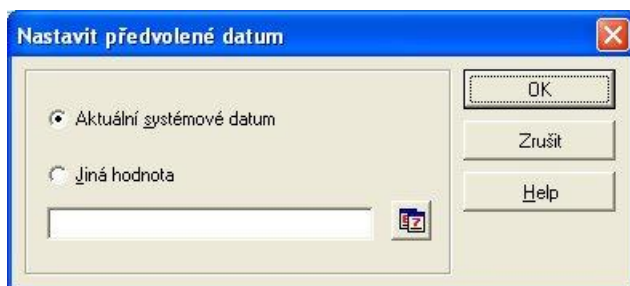 Nastavit předvolené datum
Aktuální systémové datum
Jiná hodnota
OK
Zrušit
Help